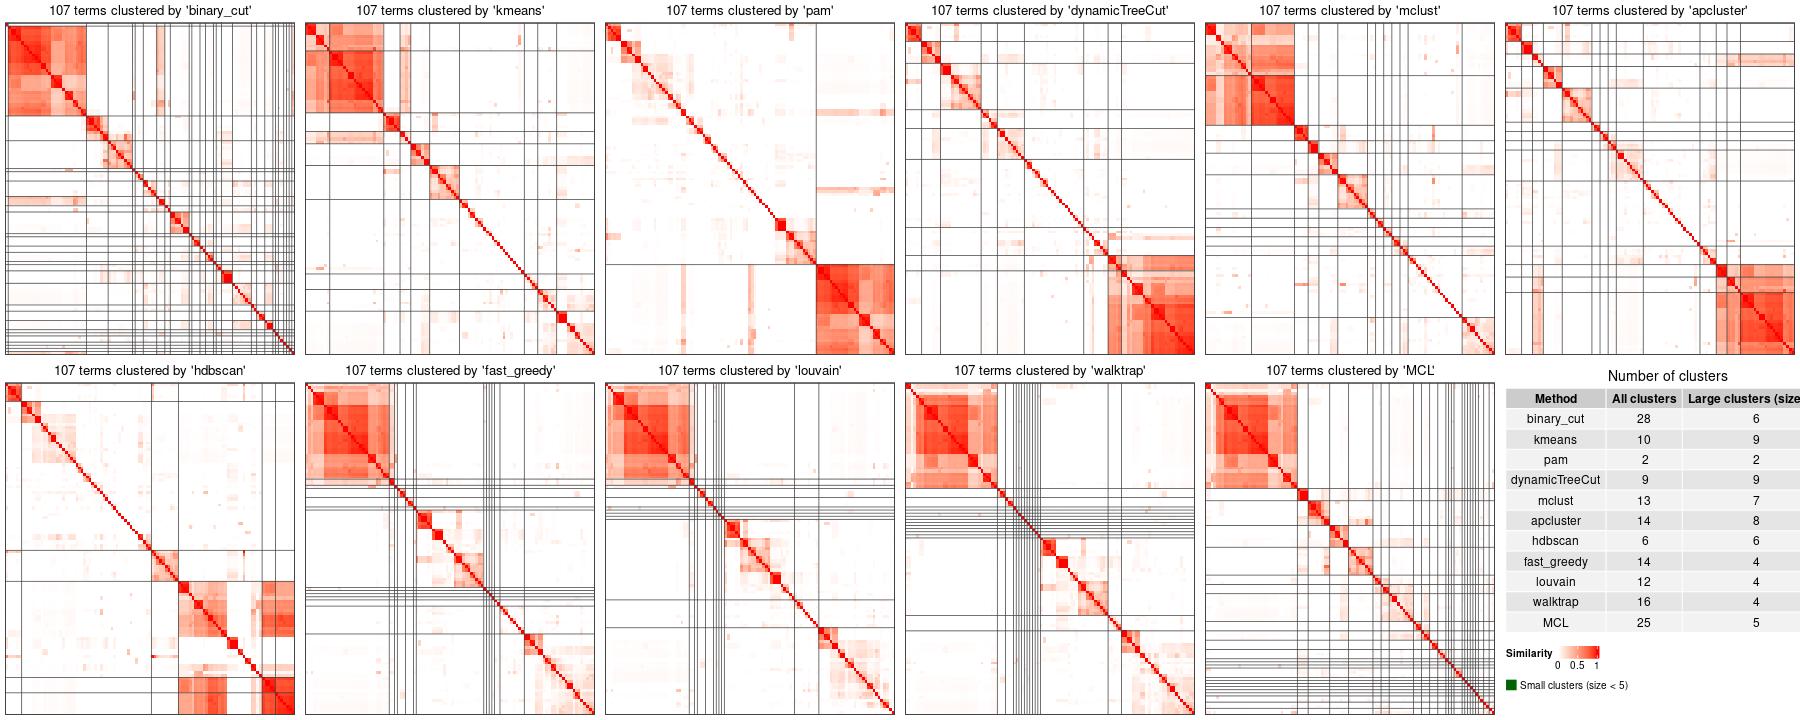 107 terms clustered by 'binary_cut'
107 terms clustered by 'kmeans'
107 terms clustered by 'pam'
107 terms clustered by 'dynamicTreeCut'
107 terms clustered by 'mclust'
107 terms clustered by 'apcluster'
107 terms clustered by 'hdbscan'
107 terms clustered by 'fast_greedy'
107 terms clustered by 'louvain'
107 terms clustered by 'walktrap'
107 terms clustered by 'MCL'
Number of clusters
Method All clusters Large clusters (size
binary_cut 28 6
kmeans 10 9
pam 2 2
dynamicTreeCut 9 9
mclust 13 7
apcluster 14 8
hdbscan 6 6
fast_greedy 14 4
louvain 12 4
walktrap 16 4
MCL 25 5
Similarity
0 0.5 1
Small clusters (size < 5)